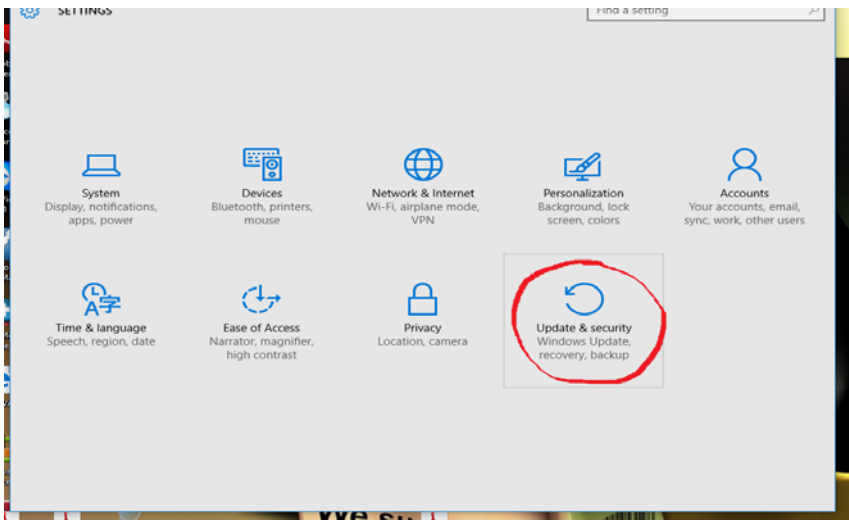 SETTINGS
Find a setting
System
Display, notifications,
apps, power
Devices
Bluetooth, printers,
mouse
Network & Internet
Wi-Fi, airplane mode,
VPN
Personalization
Background, lock
screen, colors
Accounts
Your accounts, email,
sync, work, other users
Time & language
Speech, region, date
Ease of Access
Narrator, magnifier,
high contrast
Privacy
Location, camera
Update & security
Windows Update,
recovery, backup
We su